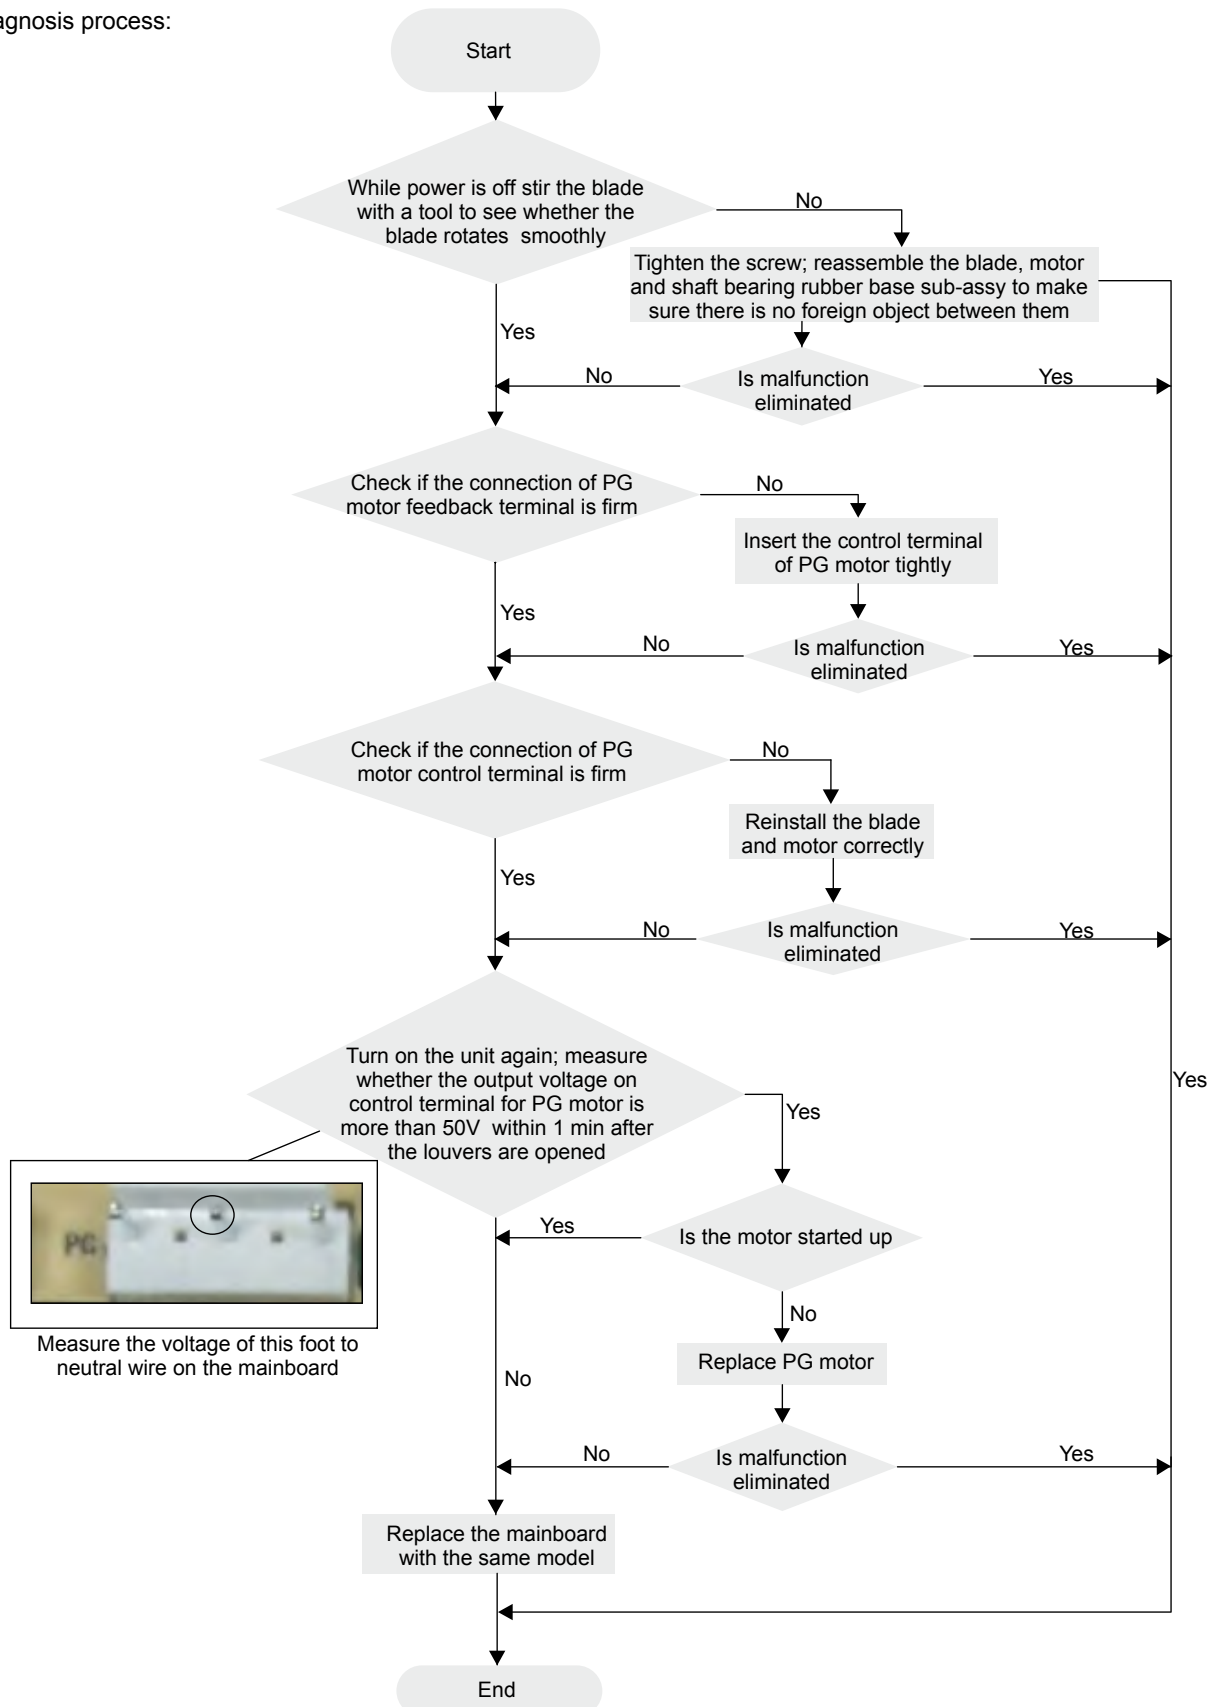 agnosis process:
Start
While power is off stir the blade
with a tool to see whether the
blade rotates smoothly
No
Tighten the screw; reassemble the blade, motor
and shaft bearing rubber base sub-assy to make
sure there is no foreign object between them
Yes
No
Is malfunction
eliminated
Yes
Check if the connection of PG
motor feedback terminal is firm
No
Insert the control terminal
of PG motor tightly
Yes
No
Is malfunction
eliminated
Yes
Check if the connection of PG
motor control terminal is firm
No
Reinstall the blade
and motor correctly
Yes
No
Is malfunction
eliminated
Yes
Turn on the unit again; measure
whether the output voltage on
control terminal for PG motor is
more than 50V within 1 min after
the louvers are opened
Yes
Yes
PG
Yes
Is the motor started up
Measure the voltage of this foot to
neutral wire on the mainboard
No
Replace PG motor
No
No
Is malfunction
eliminated
Yes
Replace the mainboard
with the same model
End